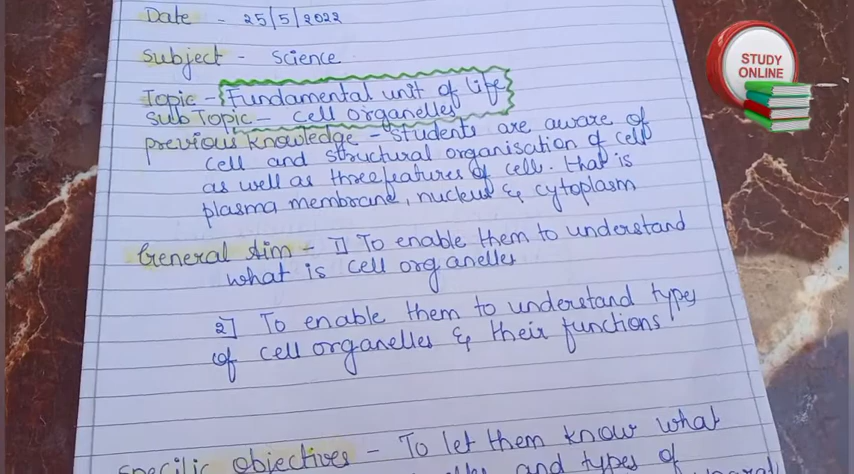 Date - 25/5/2022
Subject - Science
Topic - Fundamental unit of life
Sub Topic - cell organelles
previous knowledge - students are aware of
cell and structural organisation of cell
as well as three features of cell. that is
plasma membrane, nucleus & cytoplasm
General Aim - 1] To enable them to understand
what is cell organelles
2] To enable them to understand types
of cell organelles & their functions
specific objectives - To let them know what
and types of
STUDY
ONLINE